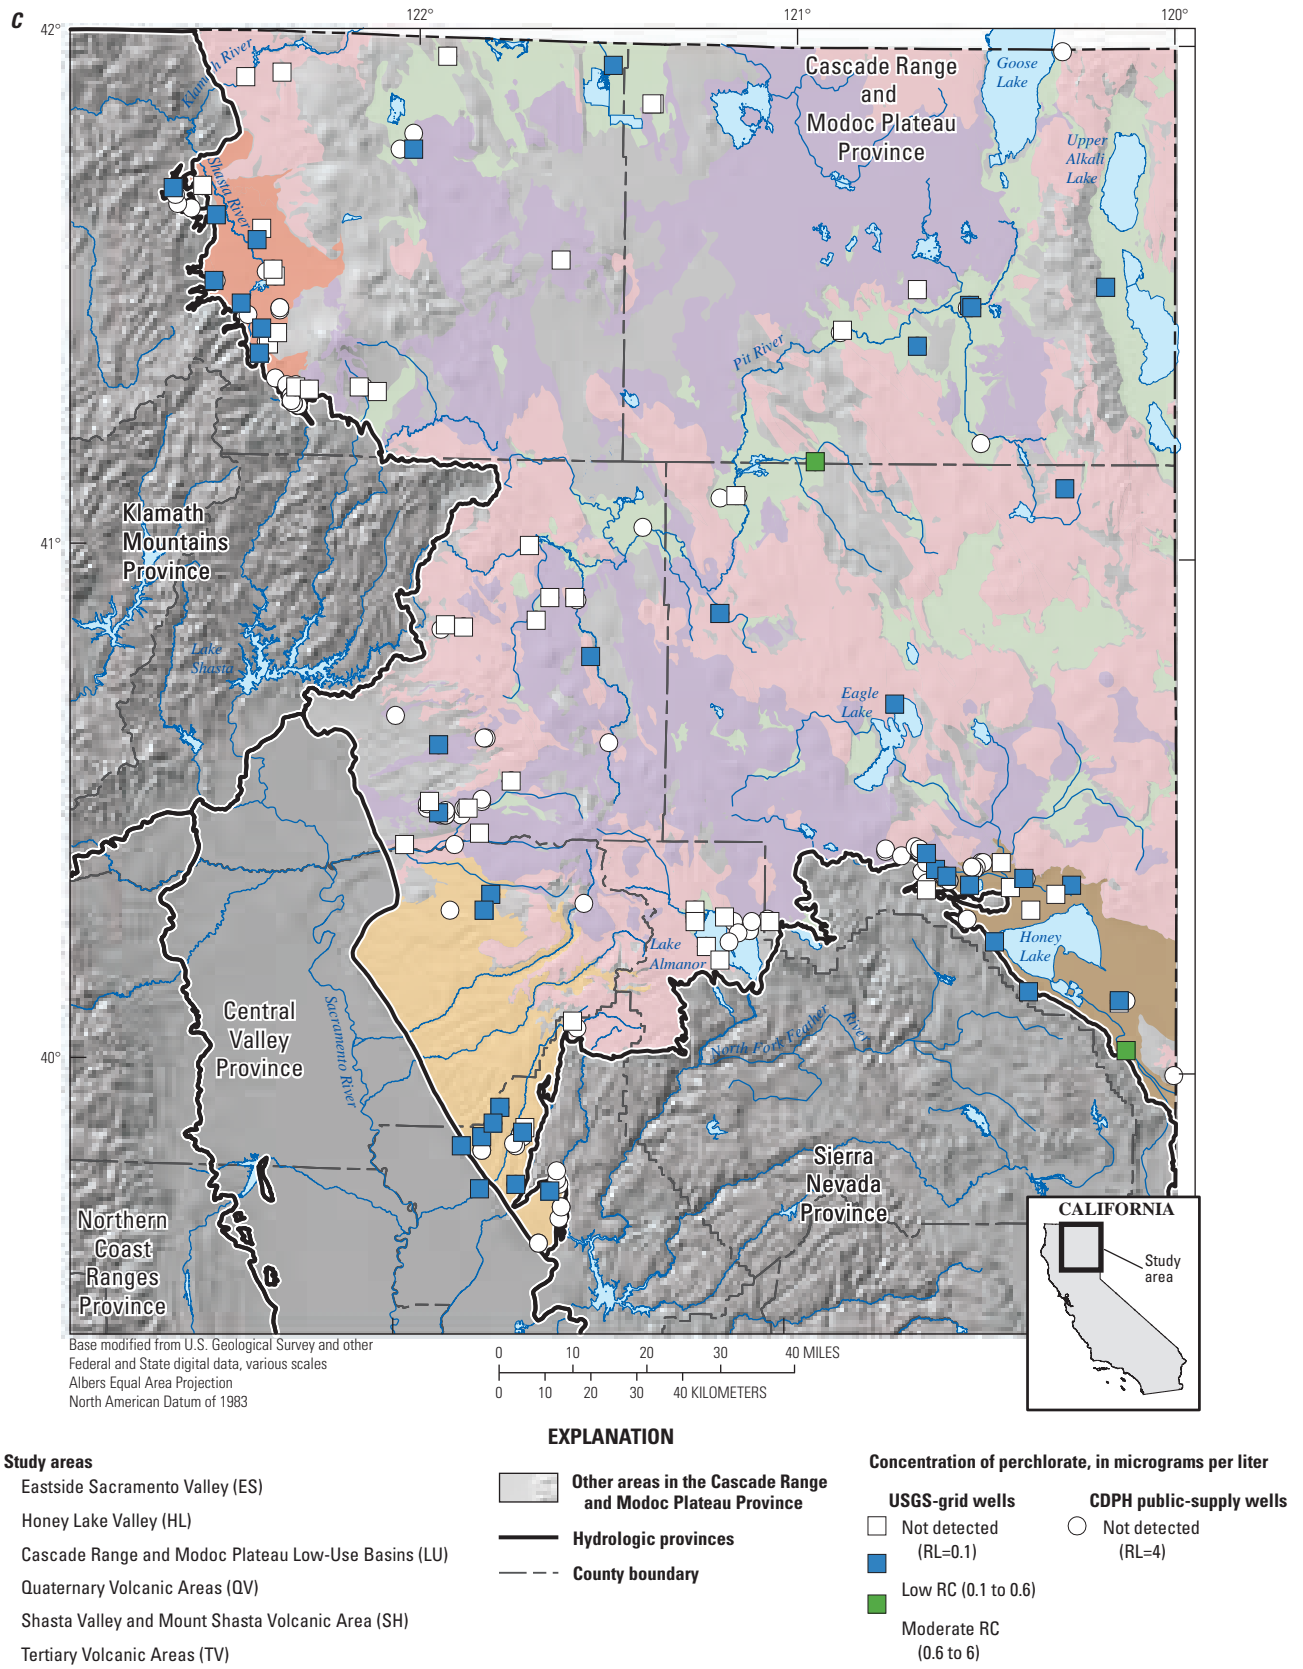 C
42°
122°
121°
120°
Klamath River
Cascade Range
and
Modoc Plateau
Province
Goose
Lake
Upper
Alkali
Lake
Shasta River
Pit River
Klamath
Mountains
Province
41°
Lake
Shasta
Eagle
Lake
Lake
Almanor
Honey
Lake
Central
Valley
Province
Sacramento River
North Fork Feather River
40°
Sierra
Nevada
Province
Northern
Coast
Ranges
Province
CALIFORNIA
Study
area
Base modified from U.S. Geological Survey and other
Federal and State digital data, various scales
Albers Equal Area Projection
North American Datum of 1983
0 10 20 30 40 MILES
0 10 20 30 40 KILOMETERS
EXPLANATION
Study areas
Eastside Sacramento Valley (ES)
Honey Lake Valley (HL)
Cascade Range and Modoc Plateau Low-Use Basins (LU)
Quaternary Volcanic Areas (QV)
Shasta Valley and Mount Shasta Volcanic Area (SH)
Tertiary Volcanic Areas (TV)
Other areas in the Cascade Range
and Modoc Plateau Province
Hydrologic provinces
County boundary
Concentration of perchlorate, in micrograms per liter
USGS-grid wells
Not detected
(RL=0.1)
Low RC (0.1 to 0.6)
Moderate RC
(0.6 to 6)
CDPH public-supply wells
Not detected
(RL=4)